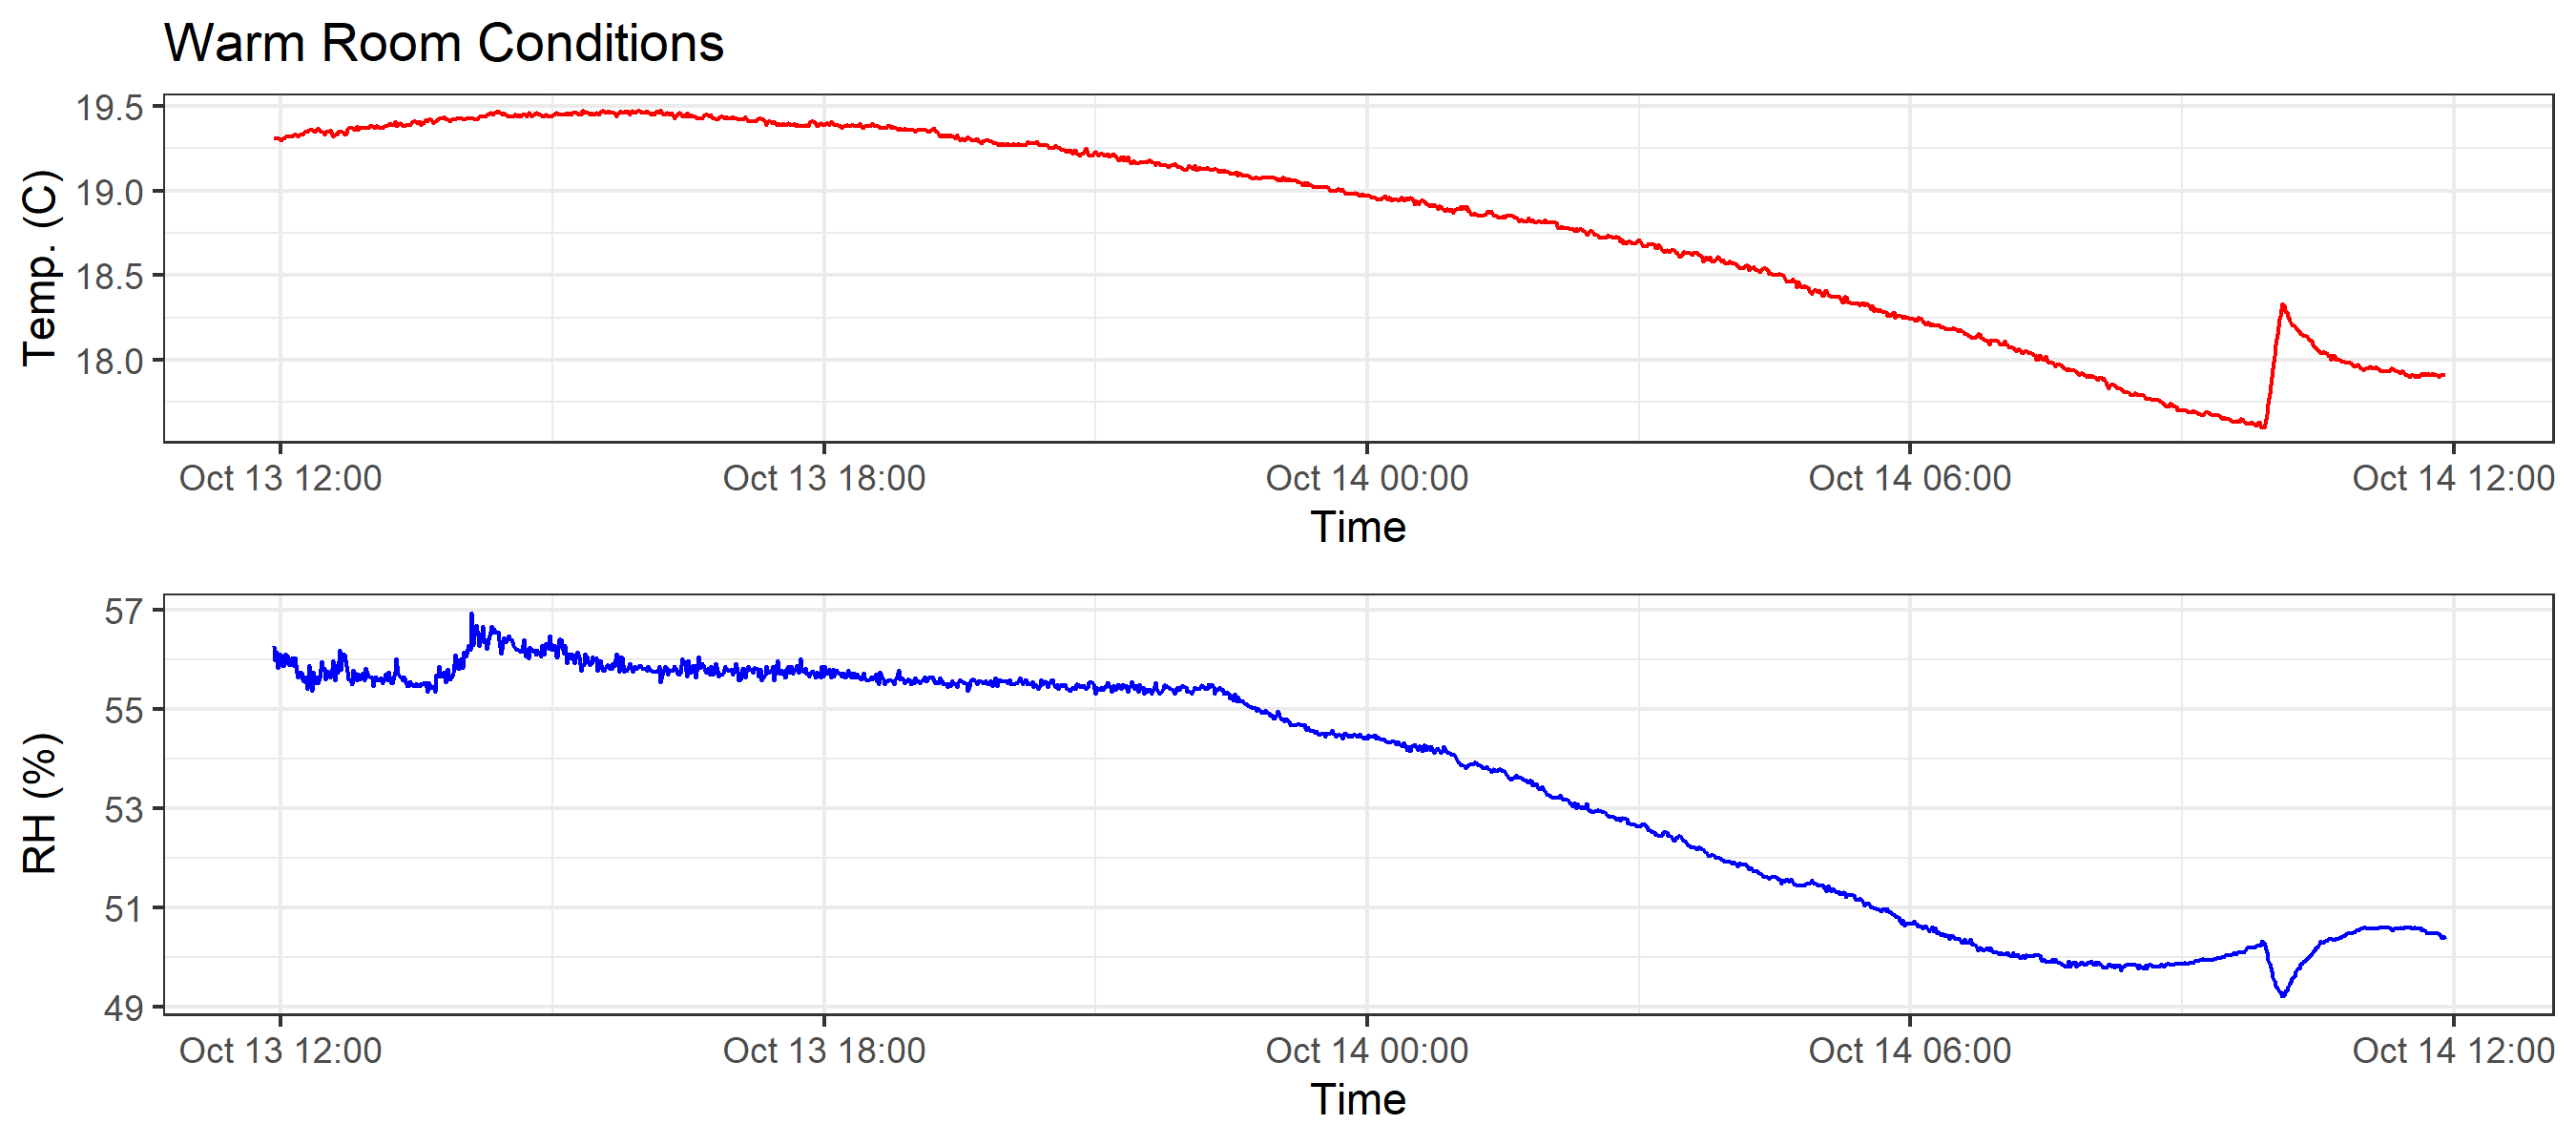 Warm Room Conditions
19.5
19.0
18.5
18.0
Temp. (C)
Oct 13 12:00 Oct 13 18:00 Oct 14 00:00 Oct 14 06:00 Oct 14 12:00
Time
57
55
53
51
49
RH (%)
Oct 13 12:00 Oct 13 18:00 Oct 14 00:00 Oct 14 06:00 Oct 14 12:00
Time